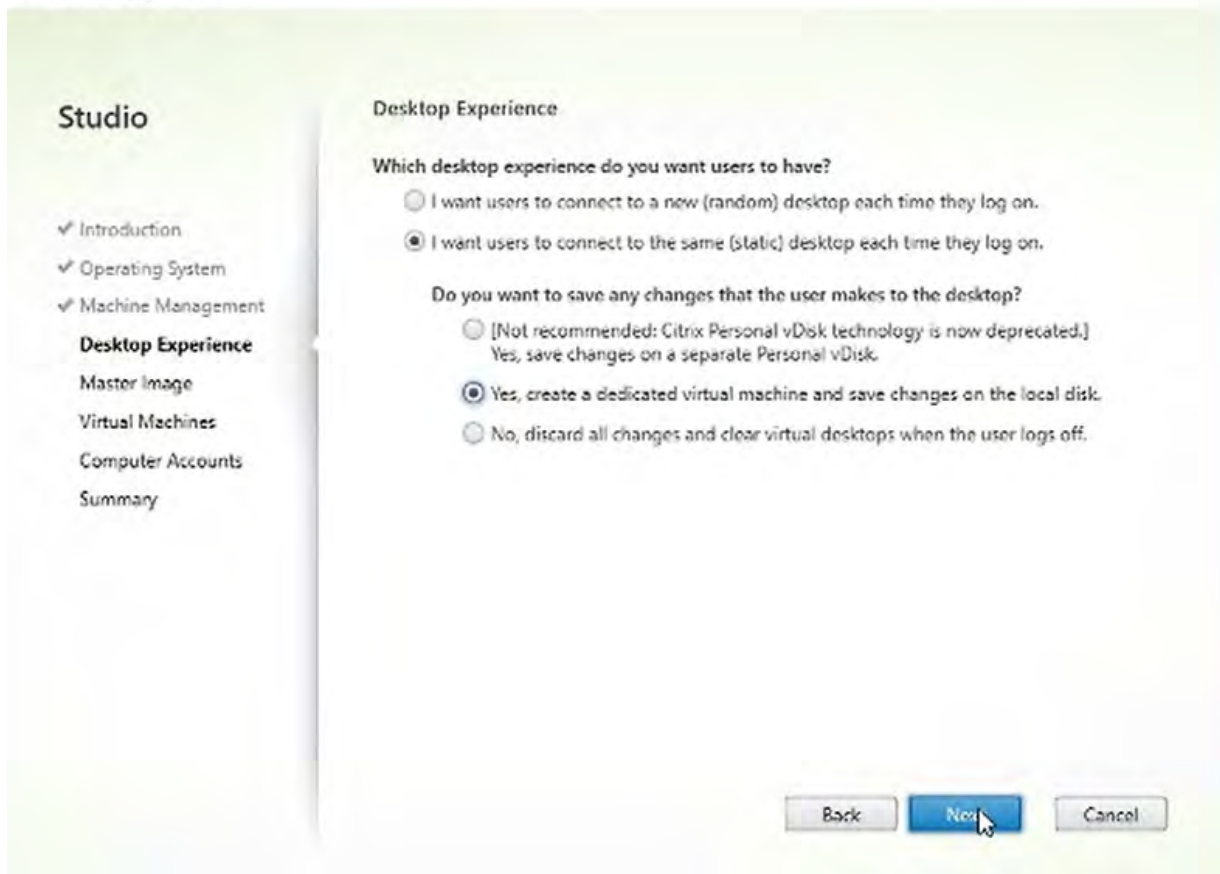 Studio
Introduction
Operating System
Machine Management
Desktop Experience
Master Image
Virtual Machines
Computer Accounts
Summary
Desktop Experience
Which desktop experience do you want users to have?
I want users to connect to a new (random) desktop each time they log on.
I want users to connect to the same (static) desktop each time they log on.
Do you want to save any changes that the user makes to the desktop?
[Not recommended: Citrix Personal vDisk technology is now deprecated.]
Yes, save changes on a separate Personal vDisk.
Yes, create a dedicated virtual machine and save changes on the local disk.
No, discard all changes and clear virtual desktops when the user logs off.
Back
Next
Cancel